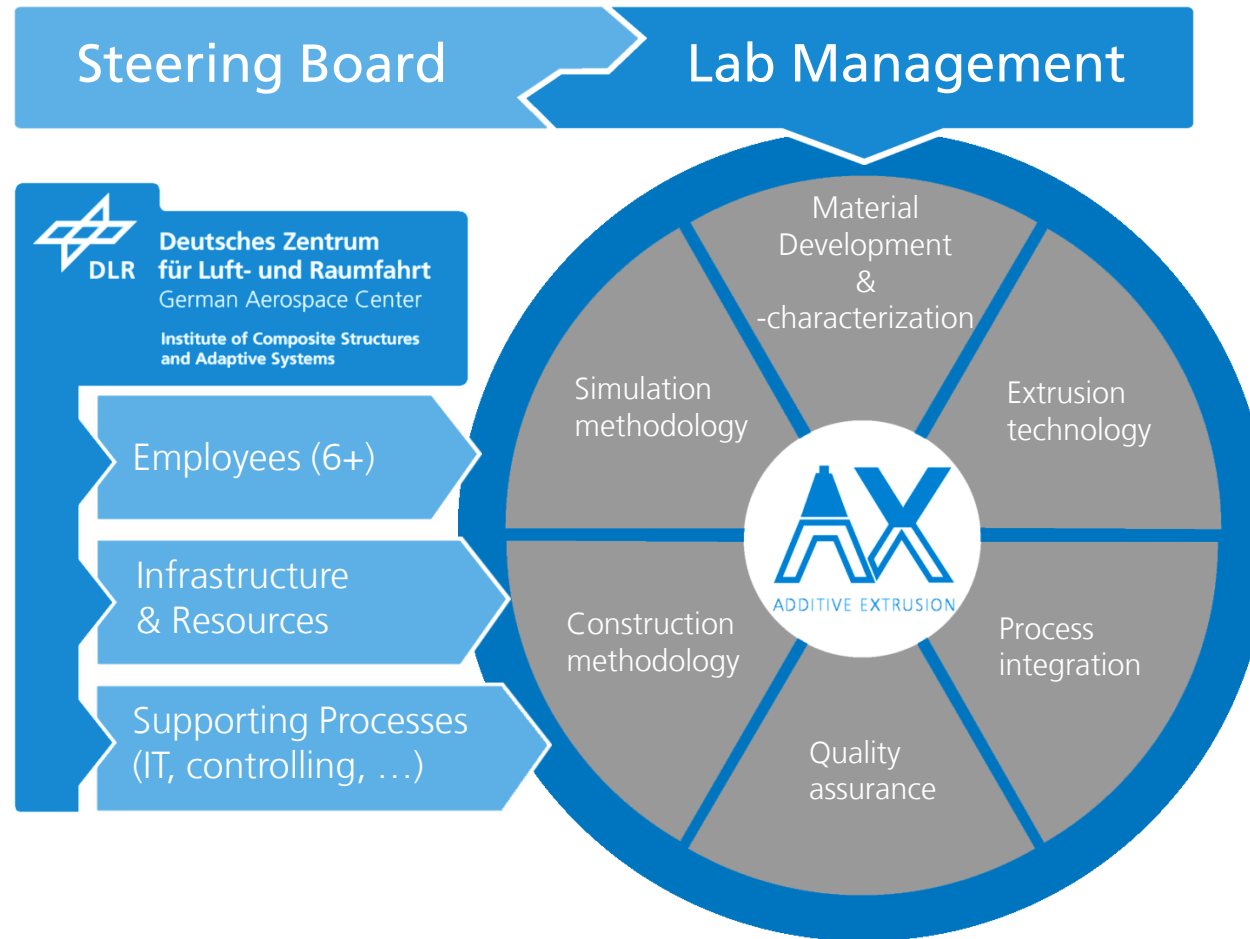 Steering Board
Lab Management
DLR
Deutsches Zentrum
für Luft- und Raumfahrt
German Aerospace Center
Institute of Composite Structures
and Adaptive Systems
Employees (6+)
Infrastructure
& Resources
Supporting Processes
(IT, controlling, …)
Material
Development
&
-characterization
Simulation
methodology
Extrusion
technology
AX
ADDITIVE EXTRUSION
Construction
methodology
Process
integration
Quality
assurance